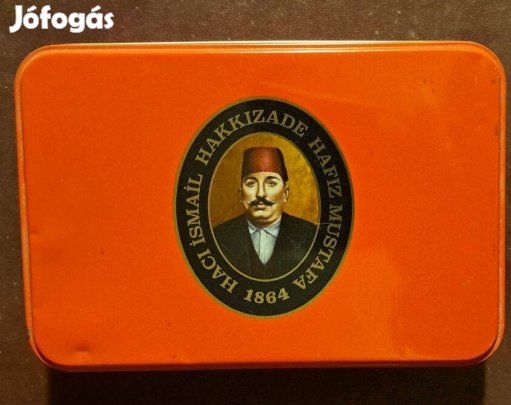 Jófogás
HACI İSMAİL HAKKIZADE HAFIZ MUSTAFA
1864